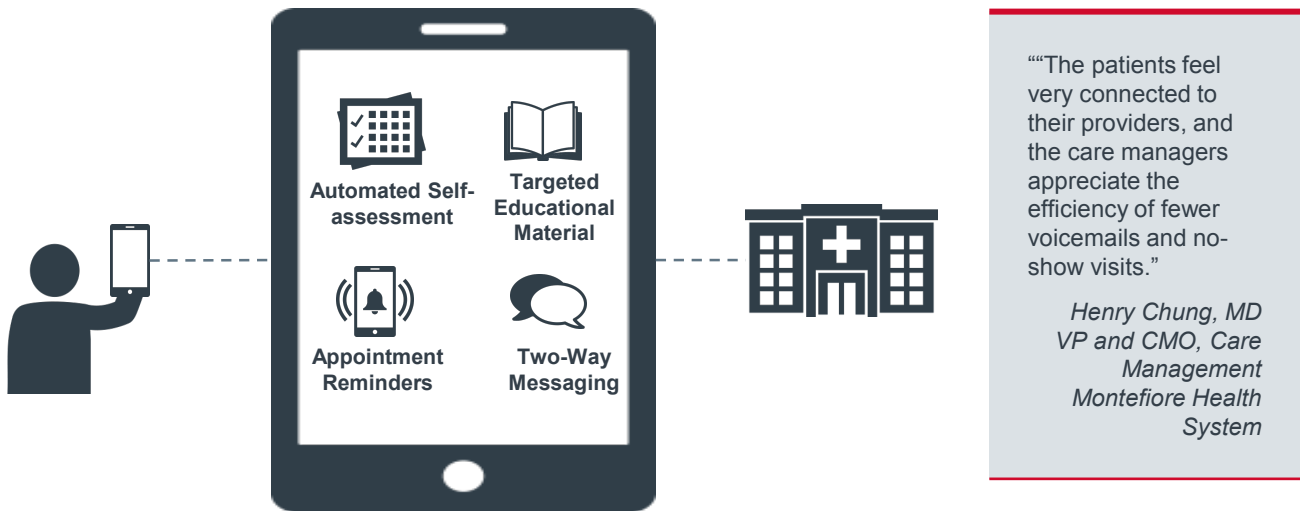 Automated Self-
assessment
Targeted
Educational
Material
Appointment
Reminders
Two-Way
Messaging
““The patients feel
very connected to
their providers, and
the care managers
appreciate the
efficiency of fewer
voicemails and no-
show visits.”
Henry Chung, MD
VP and CMO, Care
Management
Montefiore Health
System